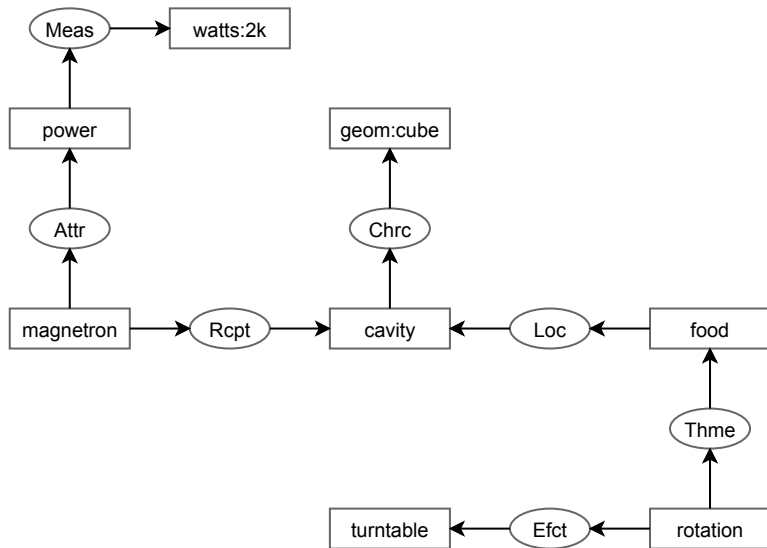 Meas
watts:2k
power
geom:cube
Attr
Chrc
magnetron
Rcpt
cavity
Loc
food
Thme
turntable
Efct
rotation